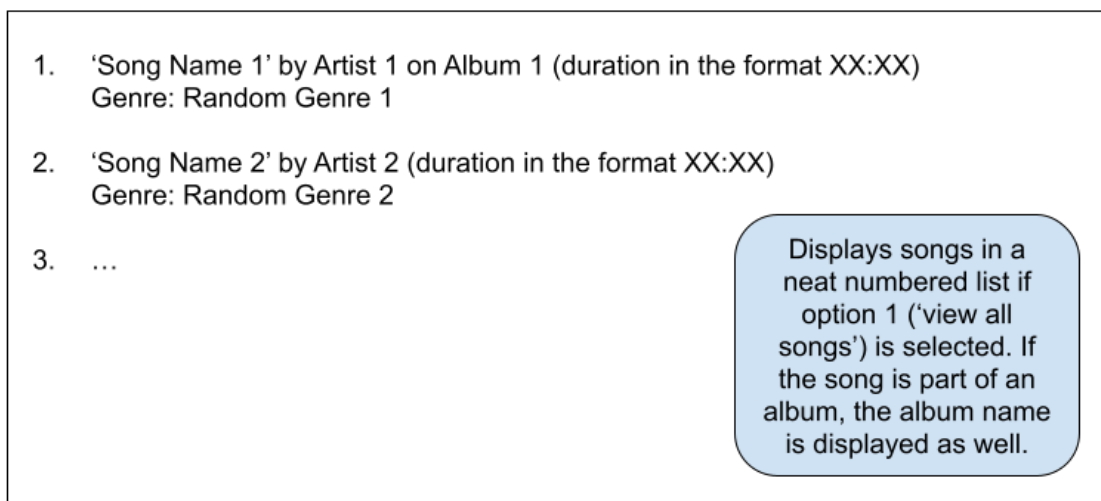 1. ‘Song Name 1’ by Artist 1 on Album 1 (duration in the format XX:XX)
Genre: Random Genre 1
2. ‘Song Name 2’ by Artist 2 (duration in the format XX:XX)
Genre: Random Genre 2
3. …
Displays songs in a
neat numbered list if
option 1 (‘view all
songs’) is selected. If
the song is part of an
album, the album name
is displayed as well.